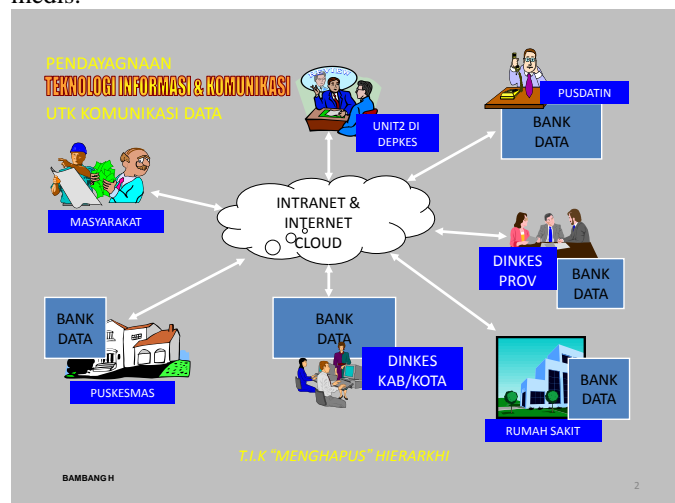 medis.
PENDAYAGNAAN
TEKNOLOGI INFORMASI & KOMUNIKASI
UTK KOMUNIKASI DATA
REVIEW
UNIT2 DI
DEPKES
PUSDATIN
BANK
DATA
MASYARAKAT
INTRANET &
INTERNET
CLOUD
DINKES
PROV
BANK
DATA
BANK
DATA
PUSKESMAS
BANK
DATA
DINKES
KAB/KOTA
BANK
DATA
RUMAH SAKIT
T.I.K “MENGHAPUS” HIERARKHI
BAMBANG H
2